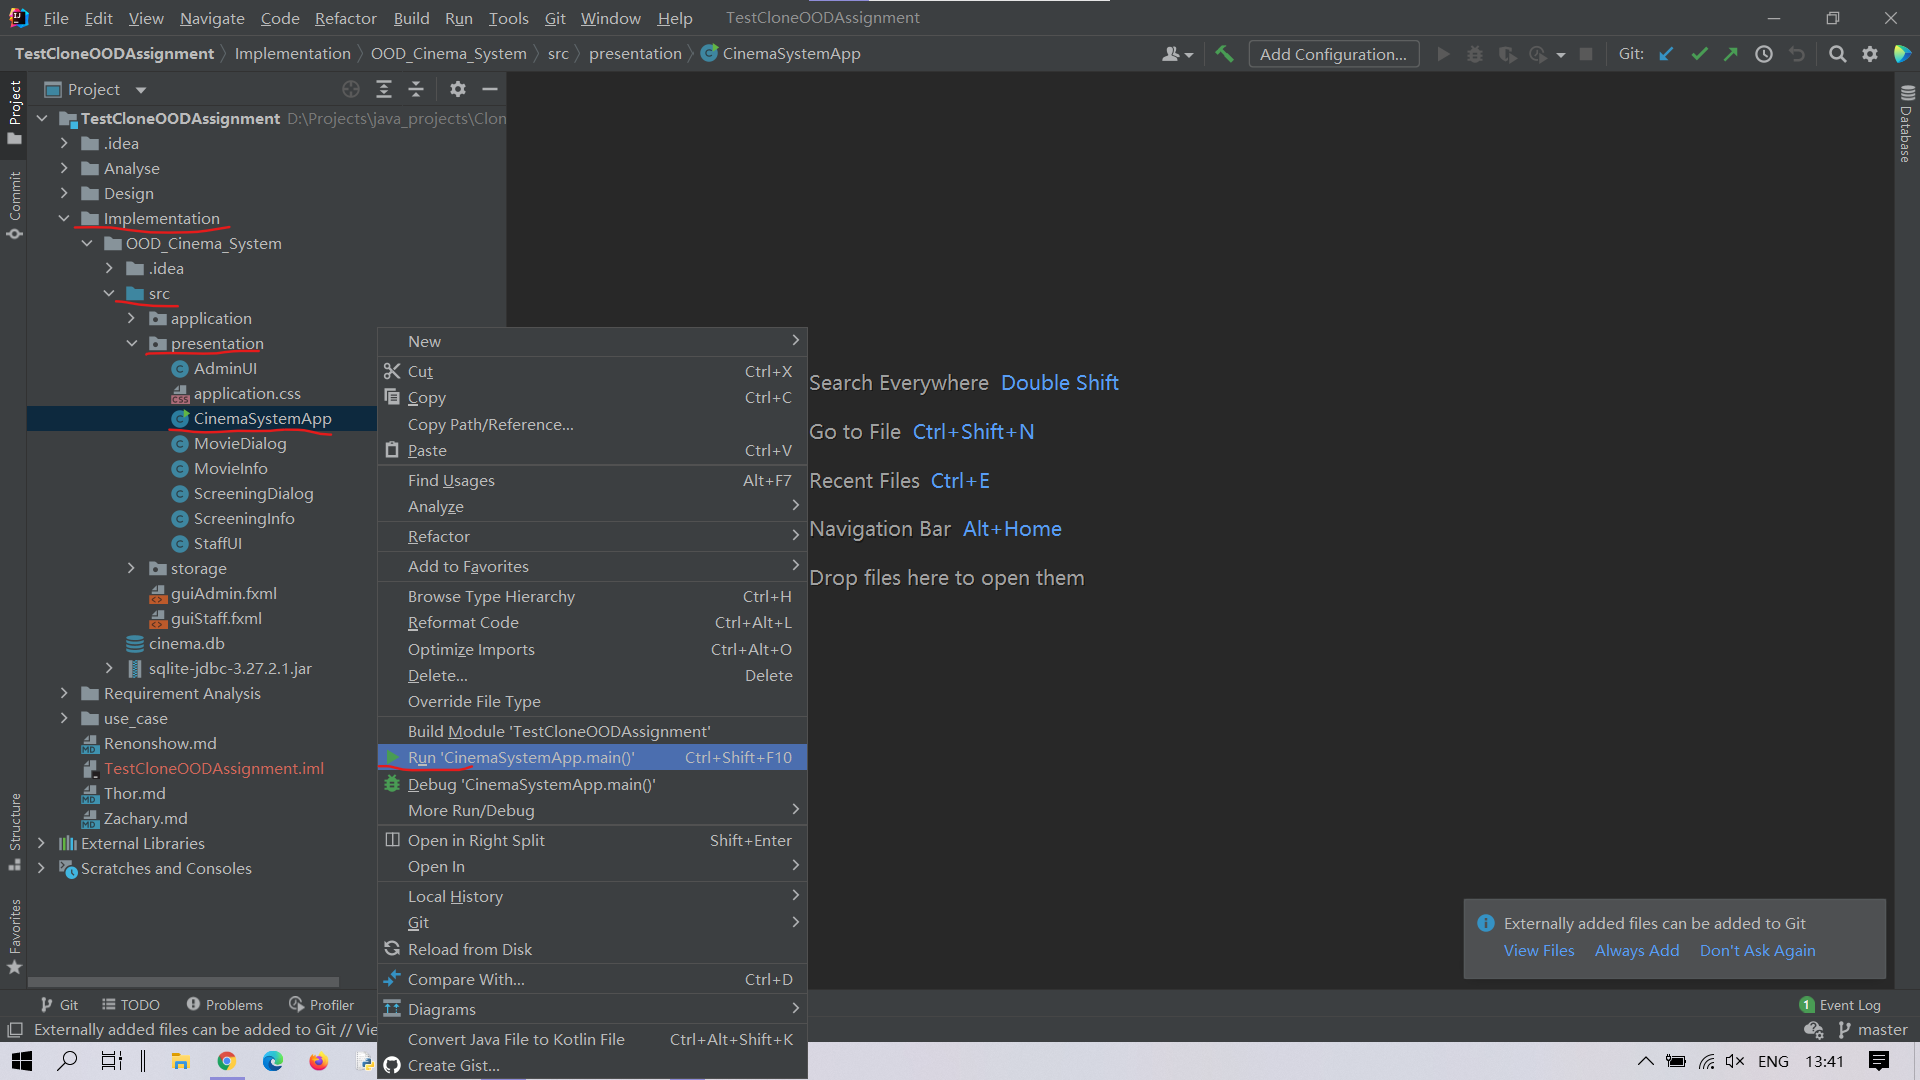 File Edit View Navigate Code Refactor Build Run Tools Git Window Help TestCloneOODAssignment
TestCloneOODAssignment Implementation OOD_Cinema_System src presentation CinemaSystemApp Add Configuration... Git:
Project
Project
Commit
Structure
Favorites
TestCloneOODAssignment D:\Projects\java_projects\Clon
.idea
Analyse
Design
Implementation
OOD_Cinema_System
.idea
src
application
presentation
AdminUI
application.css
CinemaSystemApp
MovieDialog
MovieInfo
ScreeningDialog
ScreeningInfo
StaffUI
storage
guiAdmin.fxml
guiStaff.fxml
cinema.db
sqlite-jdbc-3.27.2.1.jar
Requirement Analysis
use_case
Renonshow.md
TestCloneOODAssignment.iml
Thor.md
Zachary.md
External Libraries
Scratches and Consoles
New
Cut Ctrl+X
Copy Ctrl+C
Copy Path/Reference...
Paste Ctrl+V
Find Usages Alt+F7
Analyze
Refactor
Add to Favorites
Browse Type Hierarchy Ctrl+H
Reformat Code Ctrl+Alt+L
Optimize Imports Ctrl+Alt+O
Delete... Delete
Override File Type
Build Module 'TestCloneOODAssignment'
Run 'CinemaSystemApp.main()' Ctrl+Shift+F10
Debug 'CinemaSystemApp.main()'
More Run/Debug
Open in Right Split Shift+Enter
Open In
Local History
Git
Reload from Disk
Compare With... Ctrl+D
Diagrams
Convert Java File to Kotlin File Ctrl+Alt+Shift+K
Create Gist...
Search Everywhere Double Shift
Go to File Ctrl+Shift+N
Recent Files Ctrl+E
Navigation Bar Alt+Home
Drop files here to open them
Database
Externally added files can be added to Git
View Files Always Add Don't Ask Again
Git TODO Problems Profiler
1 Event Log
Externally added files can be added to Git // Vie
master
ENG 13:41